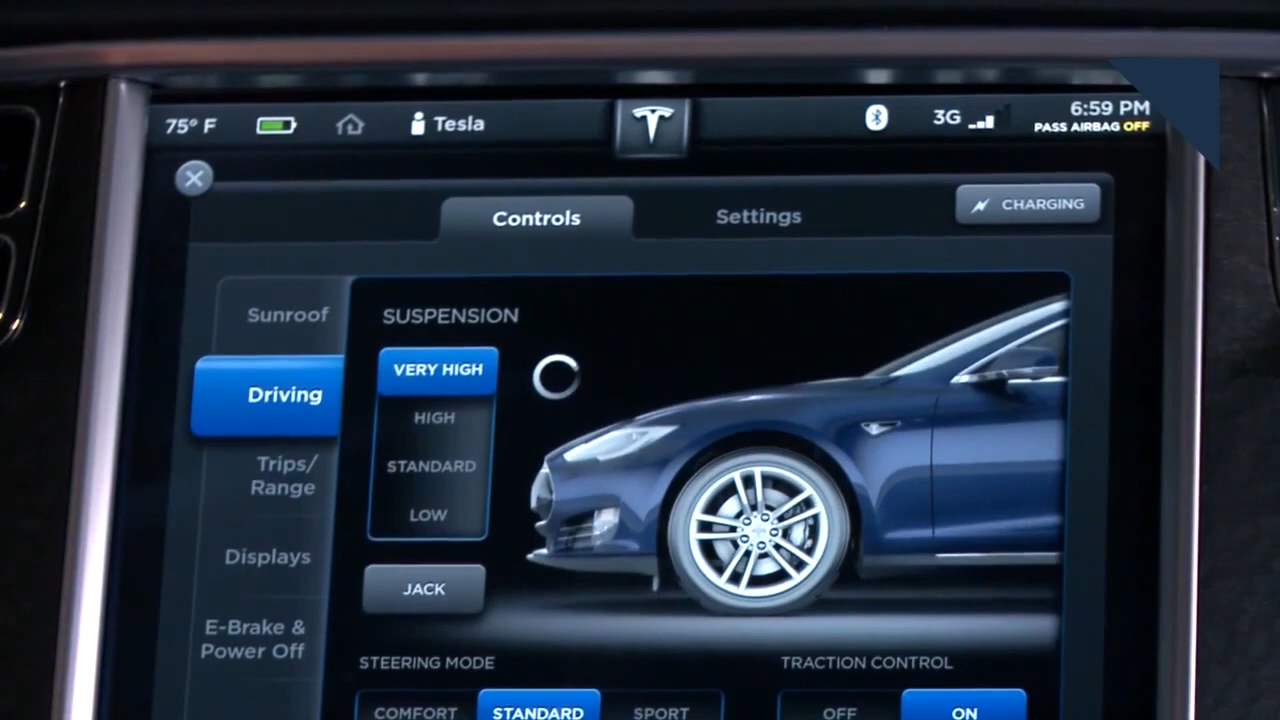 75° F
Tesla
3G
6:59 PM
PASS AIRBAG OFF
Controls
Settings
CHARGING
Sunroof
Driving
Trips/
Range
Displays
E-Brake &
Power Off
SUSPENSION
VERY HIGH
HIGH
STANDARD
LOW
JACK
STEERING MODE
COMFORT
STANDARD
SPORT
TRACTION CONTROL
OFF
ON